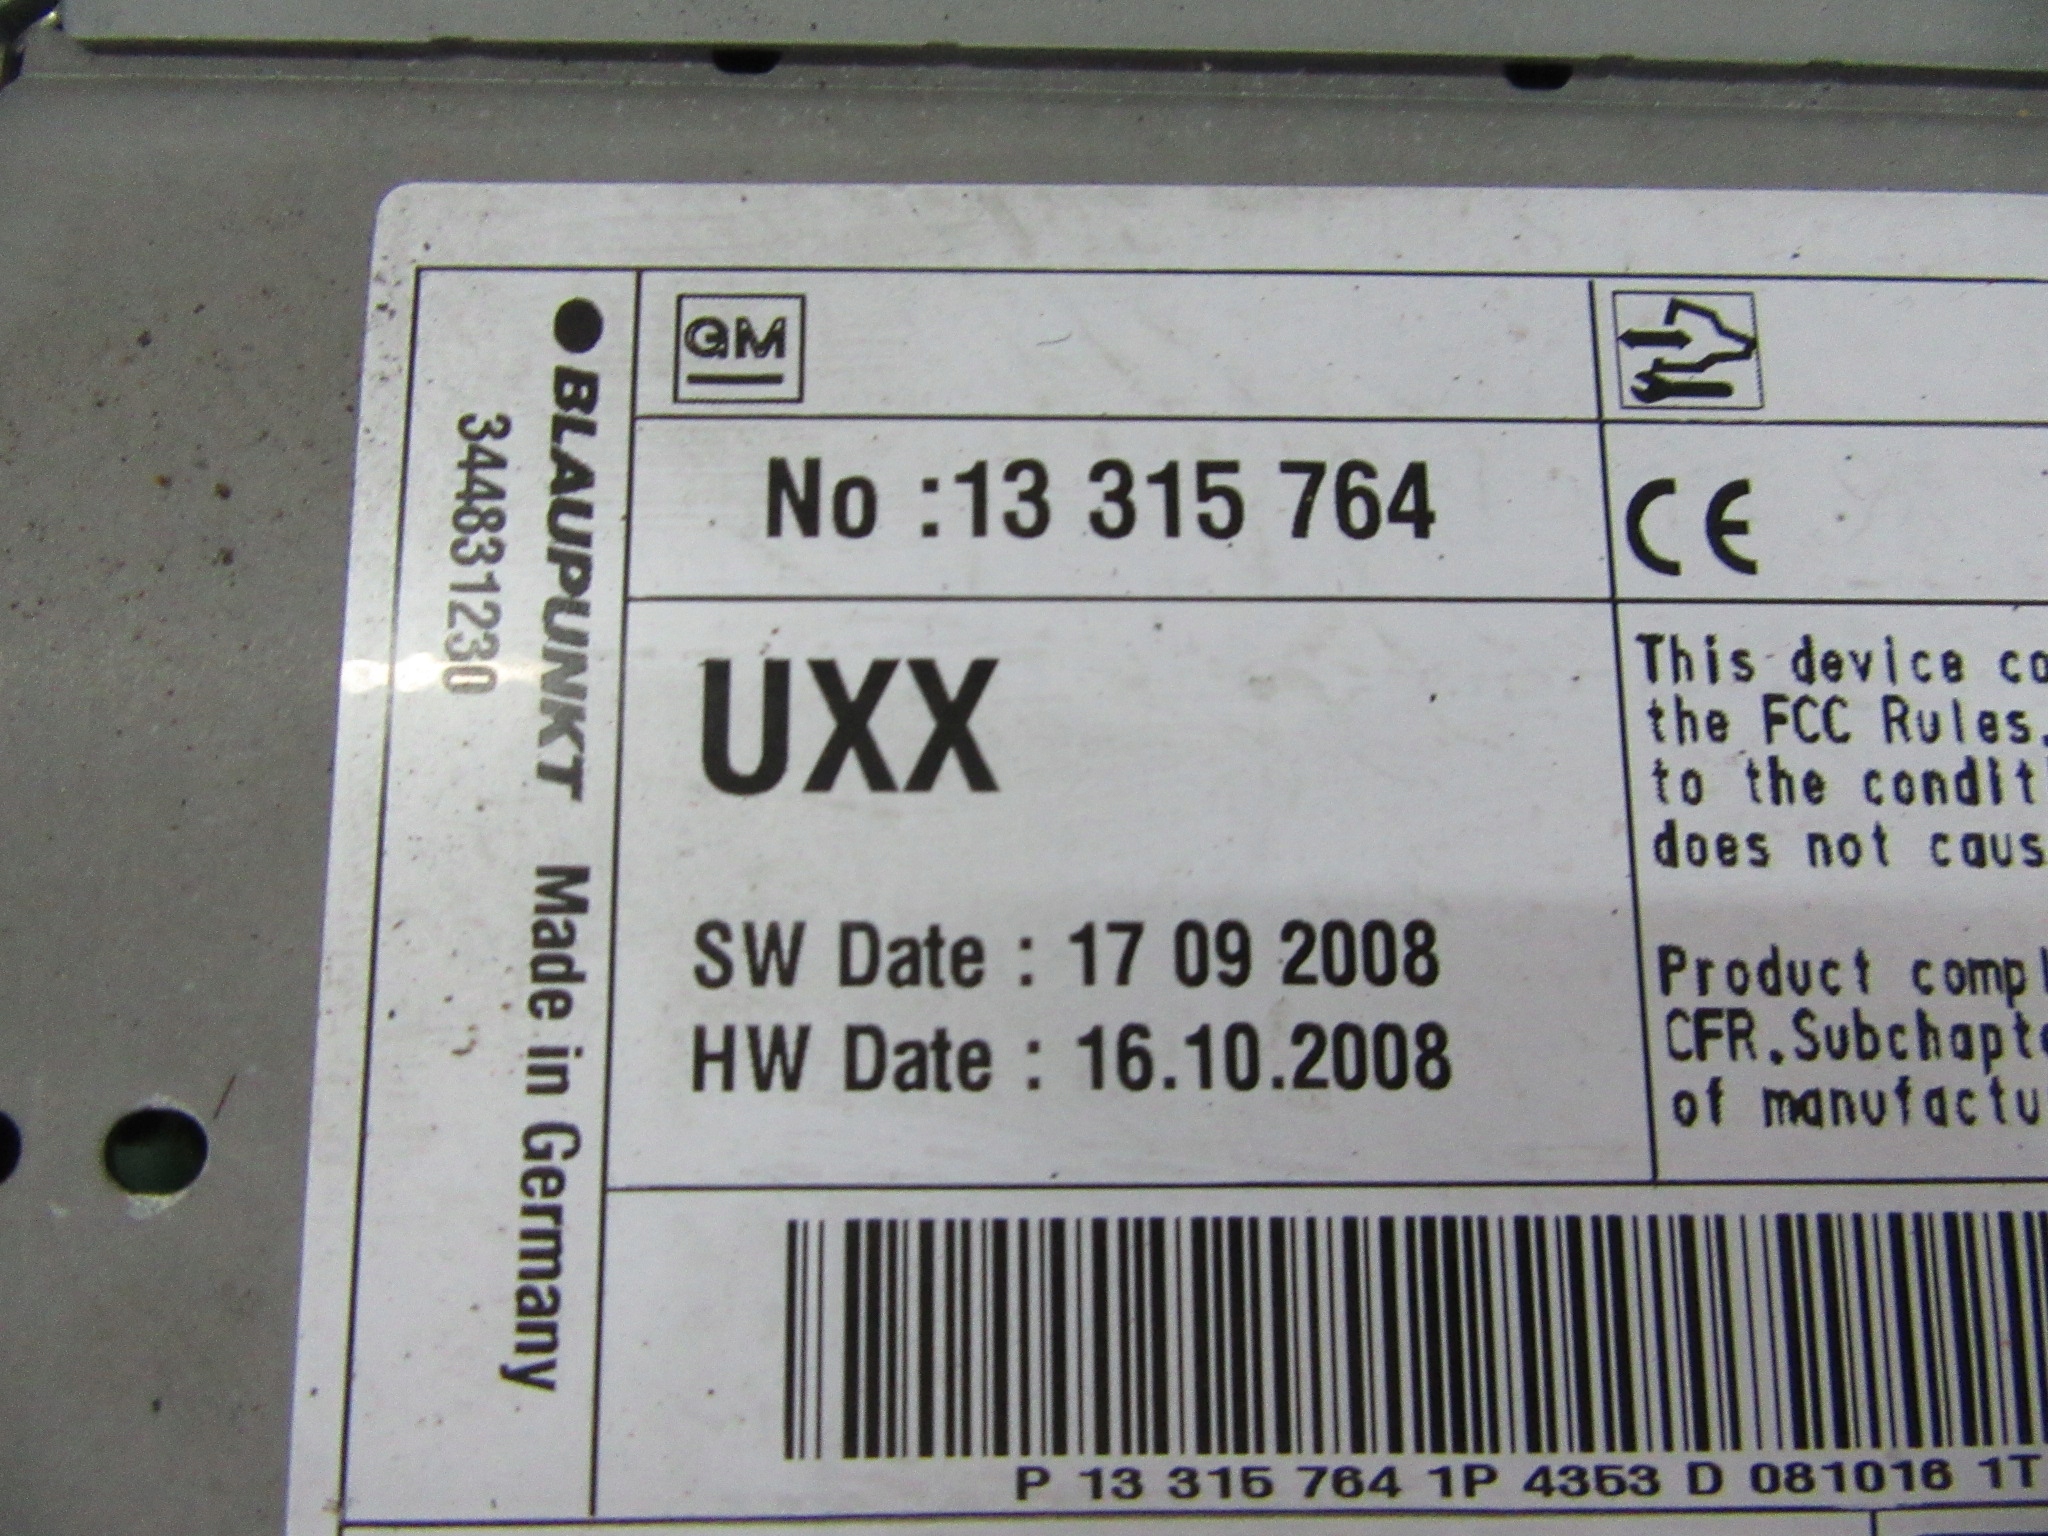 BLAUPUNKT Made in Germany
344831230
GM
No :13 315 764
CE
UXX
SW Date : 17 09 2008
HW Date : 16.10.2008
This device co
the FCC Rules.
to the condit
does not caus
Product compl
CFR.Subchapte
of manufactu
P 13 315 764 1P 4353 D 081016 1T